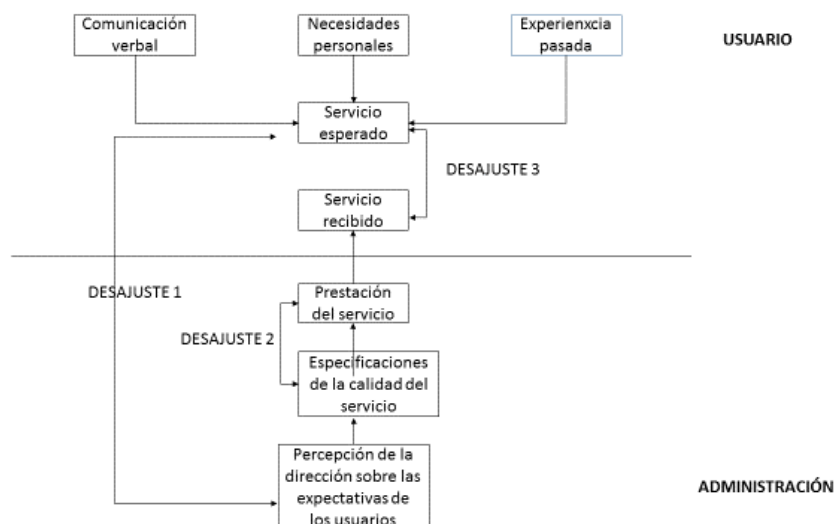 Comunicación
verbal
Necesidades
personales
Experienxcia
pasada
USUARIO
Servicio
esperado
DESAJUSTE 3
Servicio
recibido
DESAJUSTE 1
Prestación
del servicio
DESAJUSTE 2
Especificaciones
de la calidad del
servicio
Percepción de la
dirección sobre las
expectativas de
los usuarios
ADMINISTRACIÓN